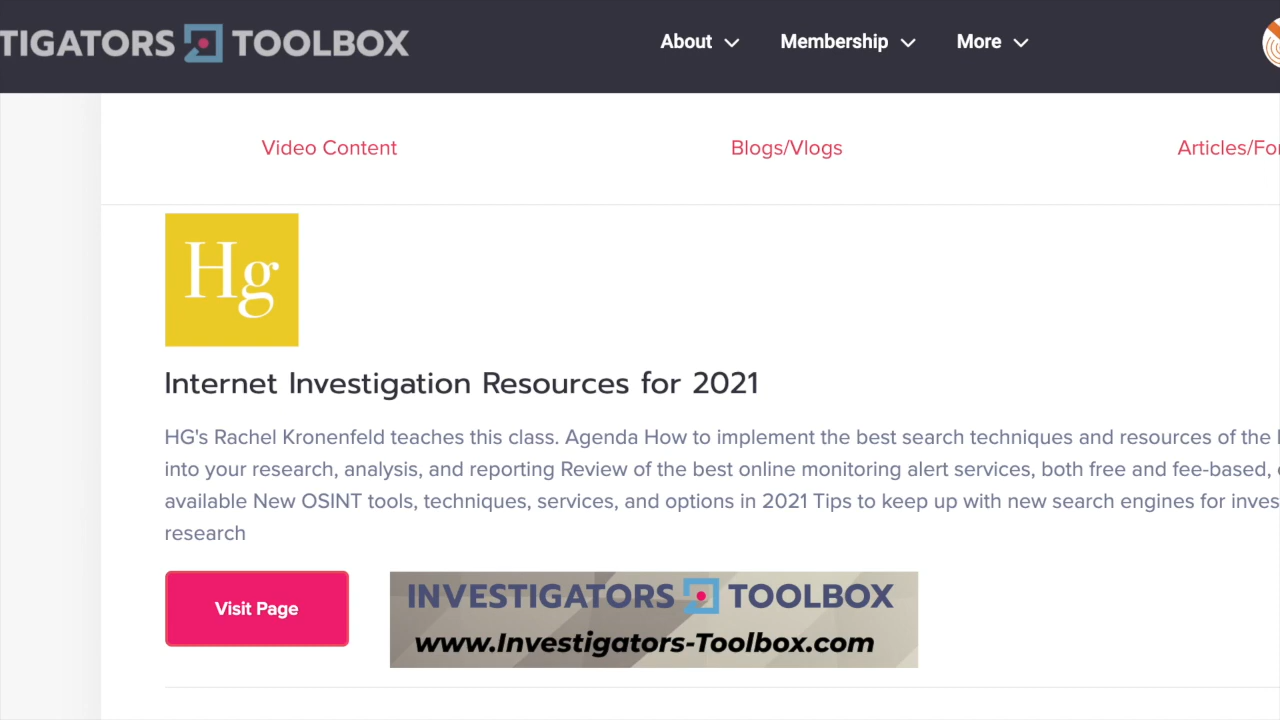 TIGATORS TOOLBOX
About
Membership
More
Video Content
Blogs/Vlogs
Articles/For
Hg
Internet Investigation Resources for 2021
HG's Rachel Kronenfeld teaches this class. Agenda How to implement the best search techniques and resources of the
into your research, analysis, and reporting Review of the best online monitoring alert services, both free and fee-based,
available New OSINT tools, techniques, services, and options in 2021 Tips to keep up with new search engines for inves
research
Visit Page
INVESTIGATORS TOOLBOX
www.Investigators-Toolbox.com